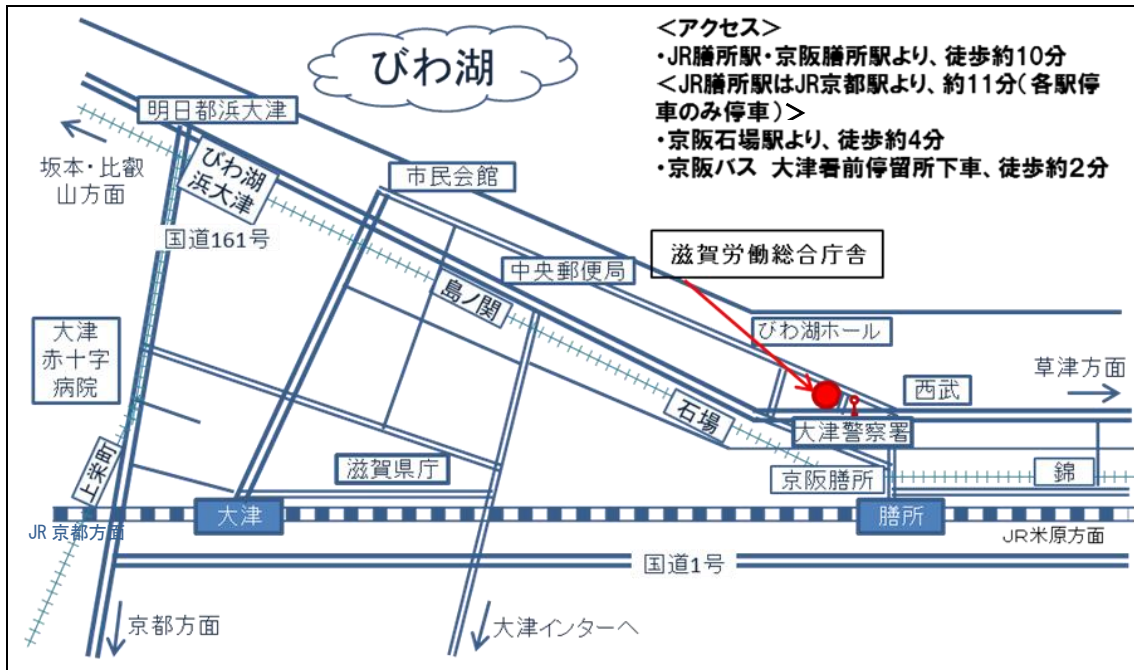 <アクセス>
・JR膳所駅・京阪膳所駅より、徒歩約10分
<JR膳所駅はJR京都駅より、約11分(各駅停
車のみ停車)>
・京阪石場駅より、徒歩約4分
・京阪バス 大津署前停留所下車、徒歩約2分
びわ湖
明日都浜大津
坂本・比叡
山方面
びわ湖
浜大津
市民会館
国道161号
中央郵便局
滋賀労働総合庁舎
島ノ関
びわ湖ホール
大津
赤十字
病院
草津方面
西武
石場
大津警察署
上栄町
滋賀県庁
京阪膳所
錦
大津
膳所
JR 京都方面
JR米原方面
国道1号
京都方面
大津インターへ